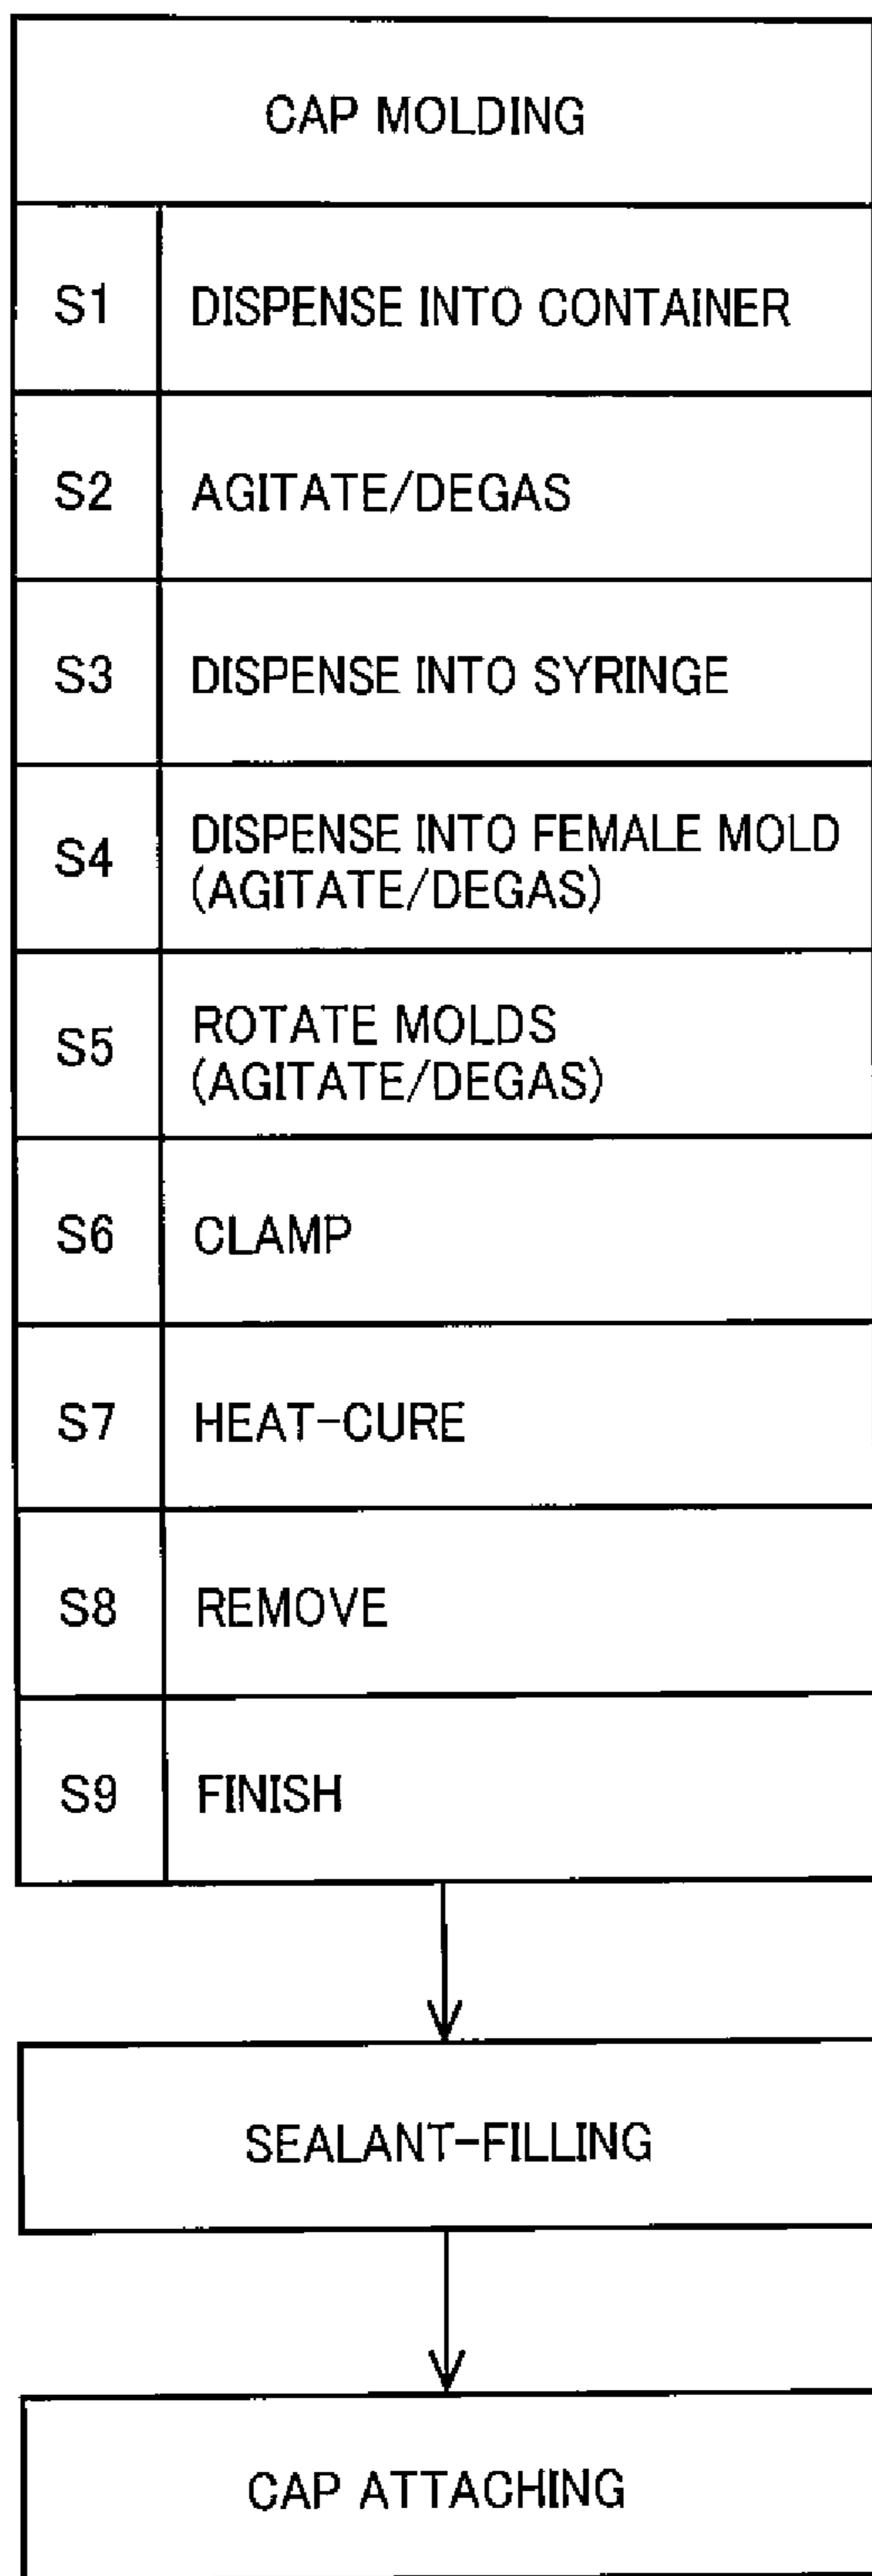 CAP MOLDING
S1 DISPENSE INTO CONTAINER
S2 AGITATE/DEGAS
S3 DISPENSE INTO SYRINGE
S4 DISPENSE INTO FEMALE MOLD
(AGITATE/DEGAS)
S5 ROTATE MOLDS
(AGITATE/DEGAS)
S6 CLAMP
S7 HEAT-CURE
S8 REMOVE
S9 FINISH
SEALANT-FILLING
CAP ATTACHING